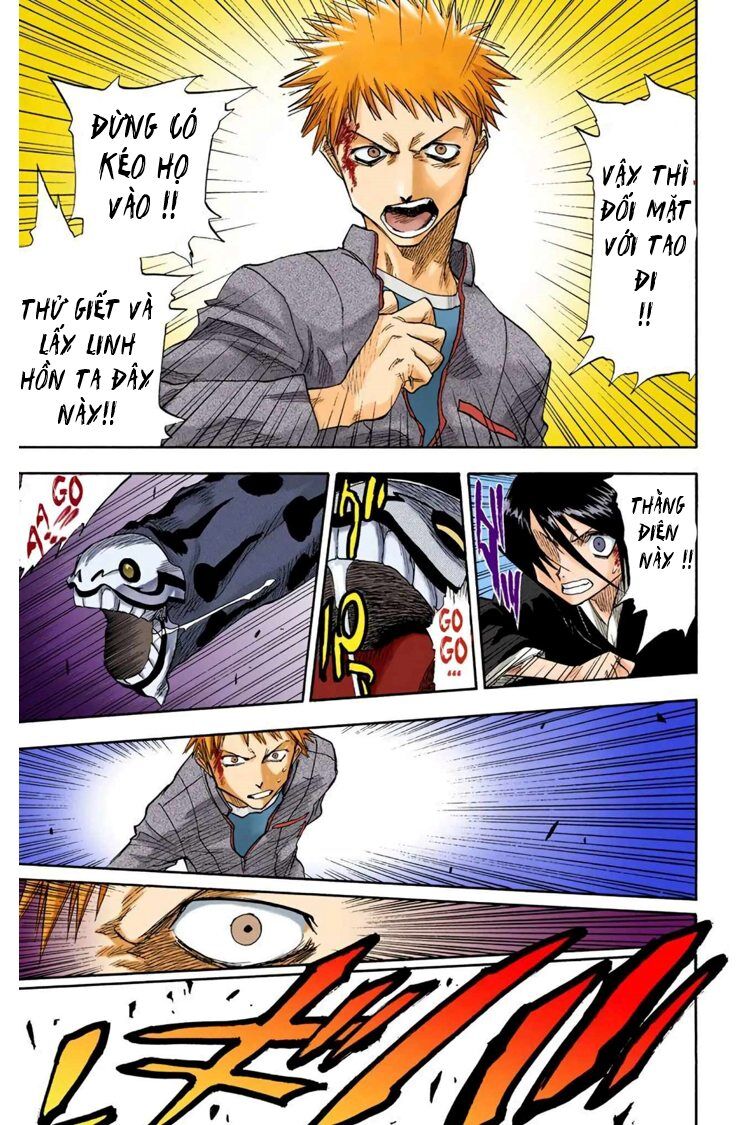 VẬY THÌ
ĐỐI MẶT
VỚI TAO
ĐI
!!
ĐỪNG CÓ
KÉO HỌ
VÀO !!
THỬ GIẾT VÀ
LẤY LINH
HỒN TA ĐÂY
NÀY!!
THẰNG
ĐIÊN
NÀY !!
GO
GO
...
GO